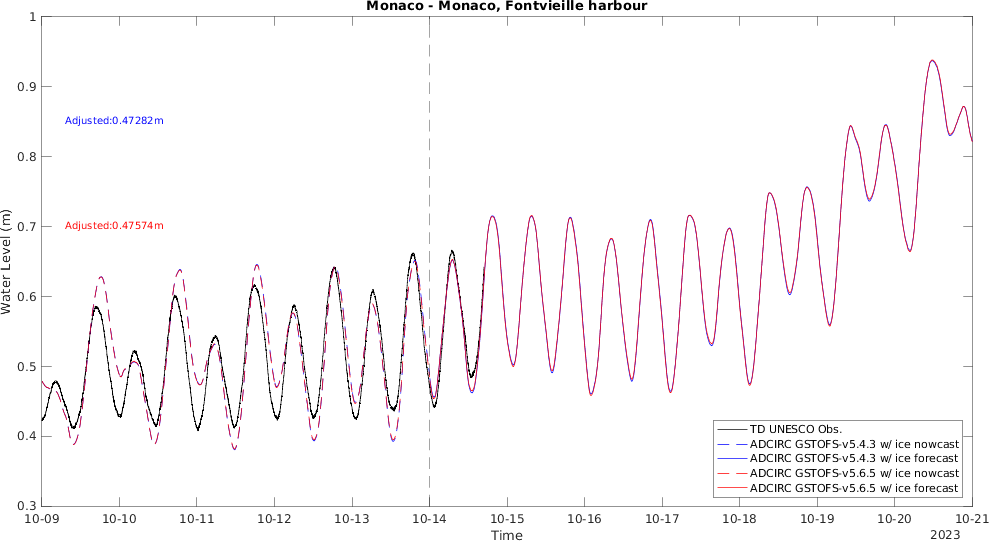 Monaco - Monaco, Fontvieille harbour
1
0.9
0.8
0.7
0.6
0.5
0.4
0.3
Water Level (m)
Adjusted:0.47282m
Adjusted:0.47574m
TD UNESCO Obs.
ADCIRC GSTOFS-v5.4.3 w/ ice nowcast
ADCIRC GSTOFS-v5.4.3 w/ ice forecast
ADCIRC GSTOFS-v5.6.5 w/ ice nowcast
ADCIRC GSTOFS-v5.6.5 w/ ice forecast
10-09 10-10 10-11 10-12 10-13 10-14 10-15 10-16 10-17 10-18 10-19 10-20 10-21
Time
2023